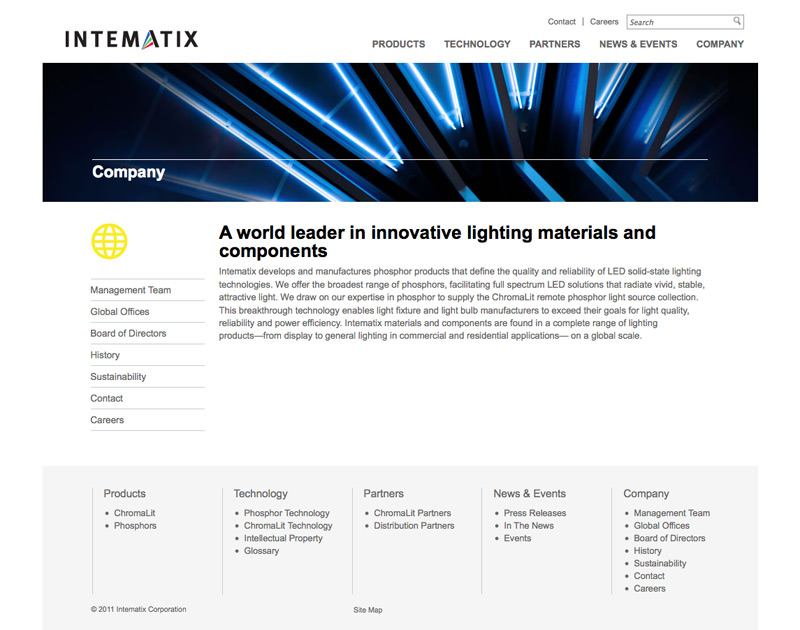 Contact | Careers Search
INTEMATIX
PRODUCTS TECHNOLOGY PARTNERS NEWS & EVENTS COMPANY
Company
A world leader in innovative lighting materials and
components
Intematix develops and manufactures phosphor products that define the quality and reliability of LED solid-state lighting
technologies. We offer the broadest range of phosphors, facilitating full spectrum LED solutions that radiate vivid, stable,
attractive light. We draw on our expertise in phosphor to supply the ChromaLit remote phosphor light source collection.
This breakthrough technology enables light fixture and light bulb manufacturers to exceed their goals for light quality,
reliability and power efficiency. Intematix materials and components are found in a complete range of lighting
products—from display to general lighting in commercial and residential applications— on a global scale.
Management Team
Global Offices
Board of Directors
History
Sustainability
Contact
Careers
Products
• ChromaLit
• Phosphors
Technology
• Phosphor Technology
• ChromaLit Technology
• Intellectual Property
• Glossary
Partners
• ChromaLit Partners
• Distribution Partners
News & Events
• Press Releases
• In The News
• Events
Company
• Management Team
• Global Offices
• Board of Directors
• History
• Sustainability
• Contact
• Careers
© 2011 Intematix Corporation
Site Map